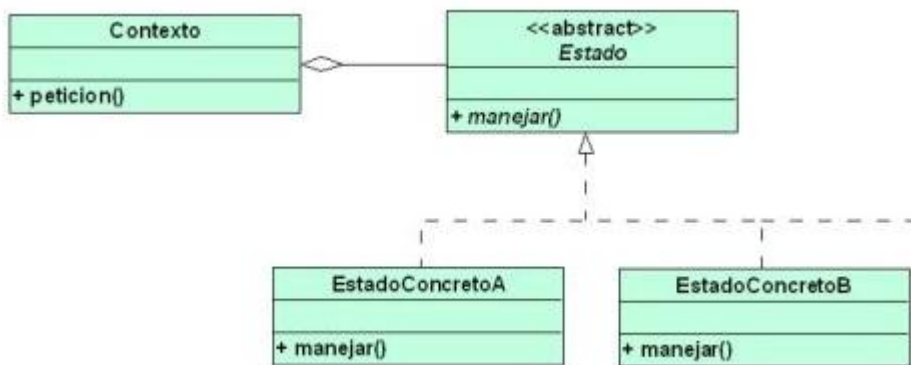 Contexto
+ peticion()
<<abstract>>
Estado
+ manejar()
EstadoConcretoA
+ manejar()
EstadoConcretoB
+ manejar()